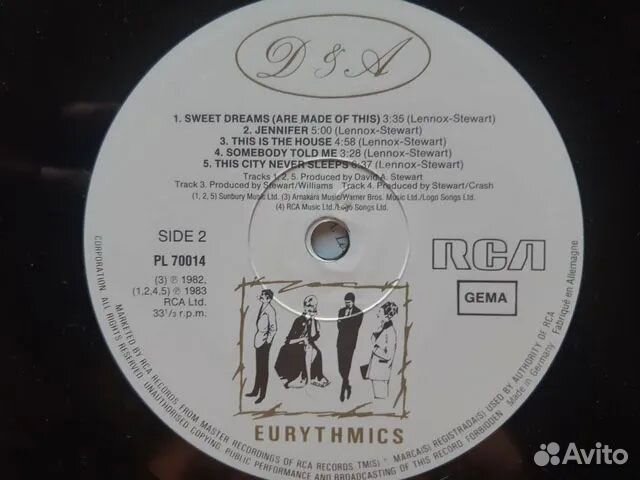 D & A
1. SWEET DREAMS (ARE MADE OF THIS) 3:35 (Lennox-Stewart)
2. JENNIFER 5:00 (Lennox-Stewart)
3. THIS IS THE HOUSE 4:58 (Lennox-Stewart)
4. SOMEBODY TOLD ME 3:28 (Lennox-Stewart)
5. THIS CITY NEVER SLEEPS 6:37 (Lennox-Stewart)
Tracks 1, 2, 5. Produced by David A. Stewart
Track 3. Produced by Stewart/Williams Track 4. Produced by Stewart/Crash
(1, 2, 5) Sunbury Music Ltd. (3) Arnakara Music/Warner Bros. Music Ltd./Logo Songs Ltd.
(4) RCA Music Ltd./Logo Songs Ltd.
SIDE 2
PL 70014
(3) ℗ 1982,
(1,2,4,5) ℗ 1983
RCA Ltd.
33⅓ r.p.m.
RCA
GEMA
EURYTHMICS
MARKETED BY RCA RECORDS FROM MASTER RECORDINGS OF RCA RECORDS TM(S) ® MARCA(S) REGISTRADA(S) USED BY AUTHORITY OF RCA
CORPORATION. ALL RIGHTS RESERVED. UNAUTHORISED COPYING, PUBLIC PERFORMANCE AND BROADCASTING OF THIS RECORD FORBIDDEN
Made in Germany
Fabriqué en Allemagne
Avito